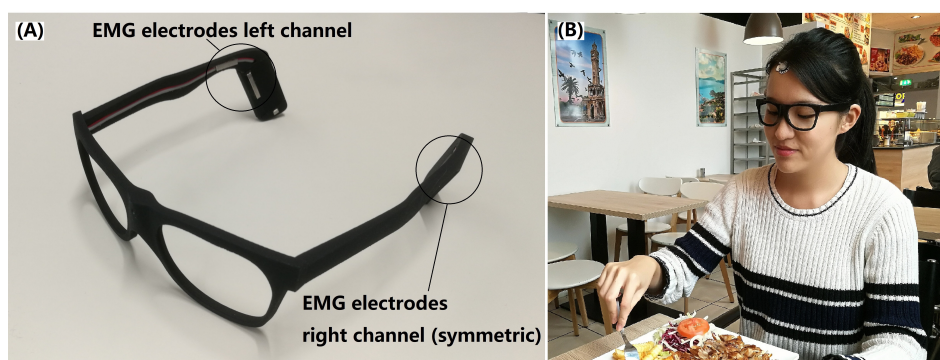 (A)
EMG electrodes left channel
EMG electrodes
right channel (symmetric)
(B)